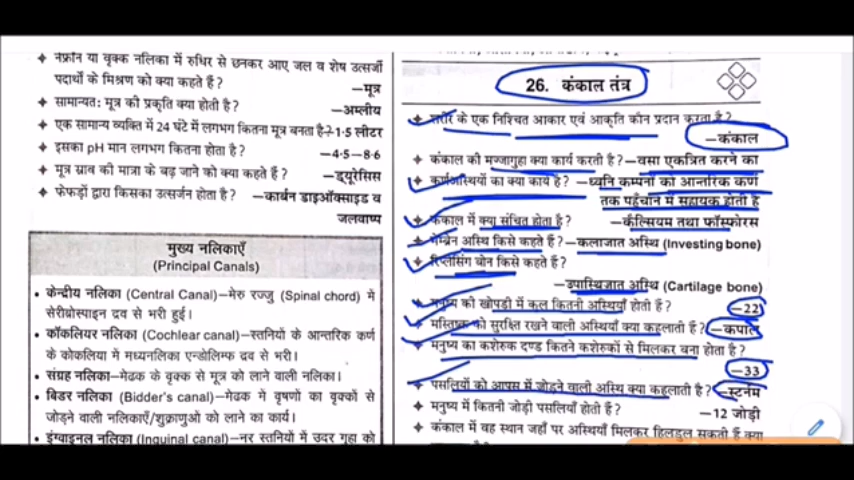 नेफ्रॉन या वृक्क नलिका में रुधिर से छनकर आए जल व शेष उत्सर्जी
पदार्थों के मिश्रण को क्या कहते हैं?
—मूत्र
सामान्यतः मूत्र की प्रकृति क्या होती है?
—अम्लीय
एक सामान्य व्यक्ति में 24 घंटे में लगभग कितना मूत्र बनता है—1·5 लीटर
इसका pH मान लगभग कितना होता है?
—4·5—8·6
मूत्र स्राव की मात्रा के बढ़ जाने को क्या कहते हैं?
—ड्यूरेसिस
फेफड़ों द्वारा किसका उत्सर्जन होता है? —कार्बन डाइऑक्साइड व
जलवाष्प
मुख्य नलिकाएँ
(Principal Canals)
• केन्द्रीय नलिका (Central Canal)—मेरु रज्जु (Spinal chord) में
सेरीब्रोस्पाइन द्रव से भरी हुई।
• कॉकलियर नलिका (Cochlear canal)—स्तनियों के आन्तरिक कर्ण
के कोकलिया में मध्यनलिका एन्डोलिम्फ द्रव से भरी।
• संग्रह नलिका—मेढक के वृक्क से मूत्र को लाने वाली नलिका।
• बिडर नलिका (Bidder's canal)—मेढक में वृषणों का वृक्कों से
जोड़ने वाली नलिकाएँ/शुक्राणुओं को लाने का कार्य।
• इंग्वाइनल नलिका (Inguinal canal)—नर स्तनियों में उदर गुहा को
26. कंकाल तंत्र
शरीर के एक निश्चित आकार एवं आकृति कौन प्रदान करता है?
—कंकाल
कंकाल की मज्जागुहा क्या कार्य करती है? —वसा एकत्रित करने का
कर्णअस्थियों का क्या कार्य है? —ध्वनि कम्पनों को आन्तरिक कर्ण
तक पहुँचाने में सहायक होती है
कंकाल में क्या संचित होता है?
—कैल्सियम तथा फॉस्फोरस
मेम्ब्रेन अस्थि किसे कहते हैं? —कलाजात अस्थि (Investing bone)
रिप्लेसिंग बोन किसे कहते हैं?
—उपास्थिजात अस्थि (Cartilage bone)
मनुष्य की खोपड़ी में कुल कितनी अस्थियाँ होती हैं?
—22
मस्तिष्क को सुरक्षित रखने वाली अस्थियाँ क्या कहलाती हैं? —कपाल
मनुष्य का कशेरुक दण्ड कितने कशेरुकों से मिलकर बना होता है?
—33
पसलियों को आपस में जोड़ने वाली अस्थि क्या कहलाती है? —स्टर्नम
मनुष्य में कितनी जोड़ी पसलियाँ होती हैं?
—12 जोड़ी
कंकाल में वह स्थान जहाँ पर अस्थियाँ मिलकर हिलडुल सकती हैं क्या